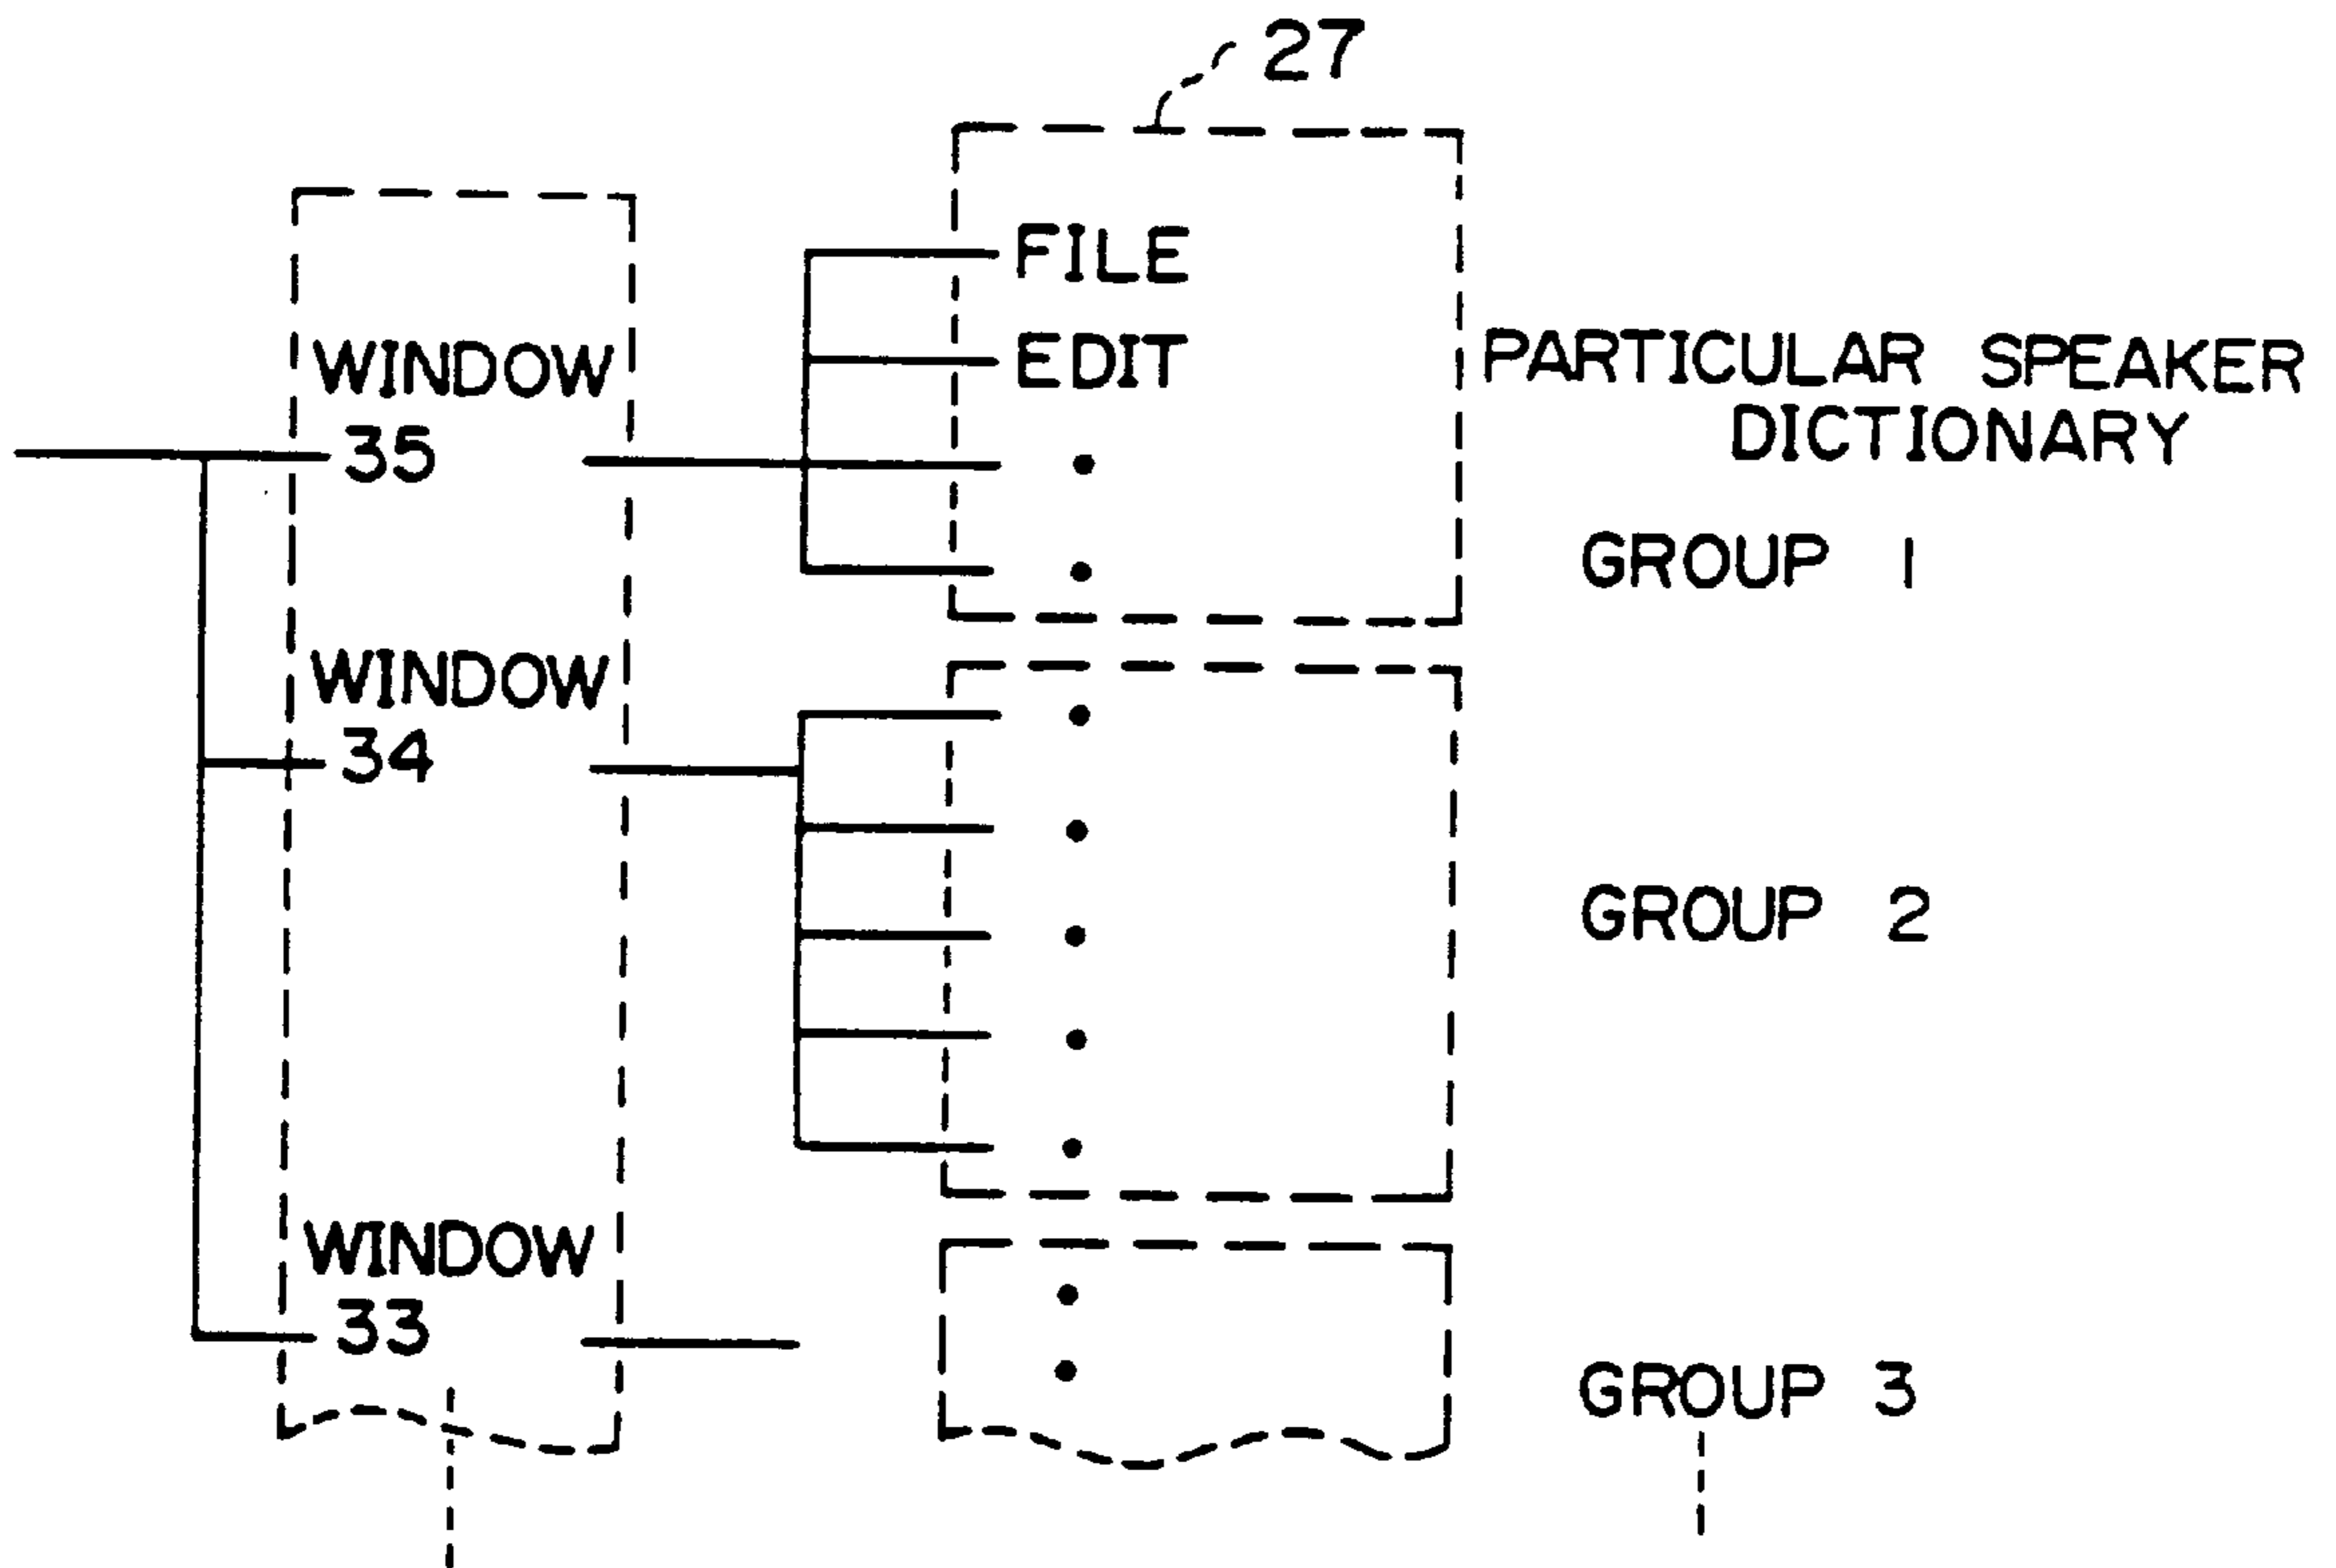 27
FILE
EDIT
PARTICULAR SPEAKER
DICTIONARY
WINDOW
35
GROUP 1
WINDOW
34
GROUP 2
WINDOW
33
GROUP 3